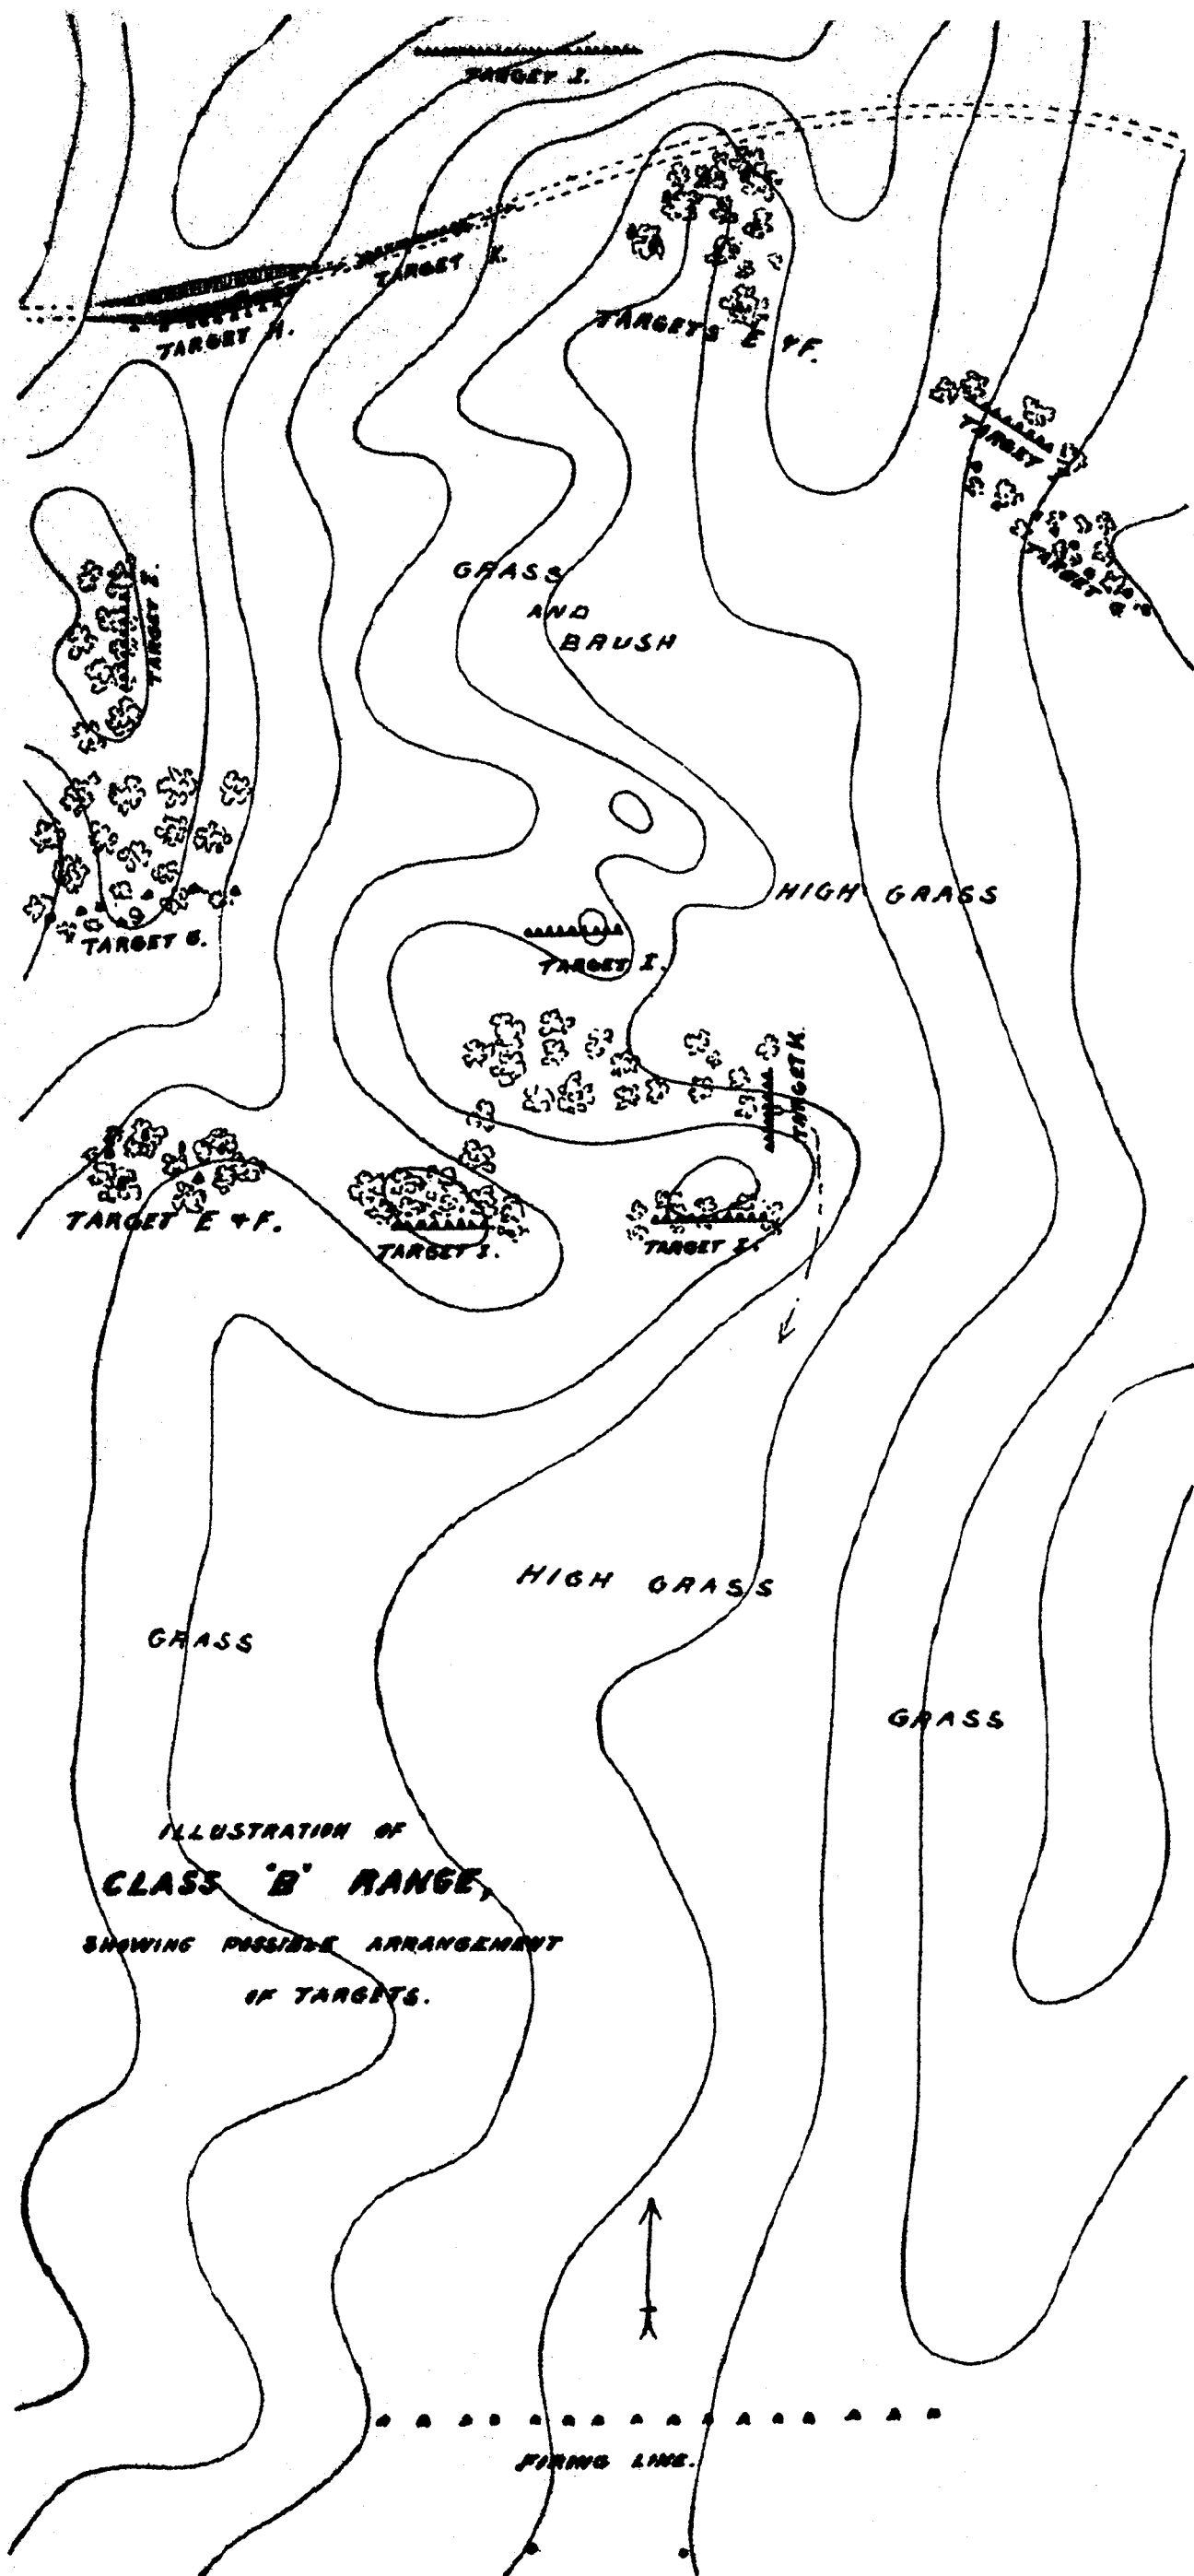 TARGET I.
TARGET K.
TARGET H.
TARGETS E & F.
TARGET
TARGET
TARGET I.
GRASS
AND
BRUSH
HIGH GRASS
TARGET G.
TARGET I.
TARGET K
TARGET E & F.
TARGET I.
TARGET I.
HIGH GRASS
GRASS
GRASS
ILLUSTRATION OF
CLASS "B" RANGE,
SHOWING POSSIBLE ARRANGEMENT
OF TARGETS.
FIRING LINE.